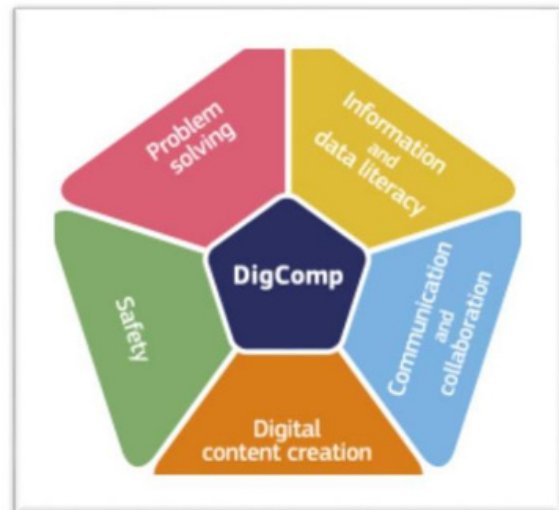 Problem
solving
Information
and
data literacy
DigComp
Safety
Communication
and
collaboration
Digital
content creation